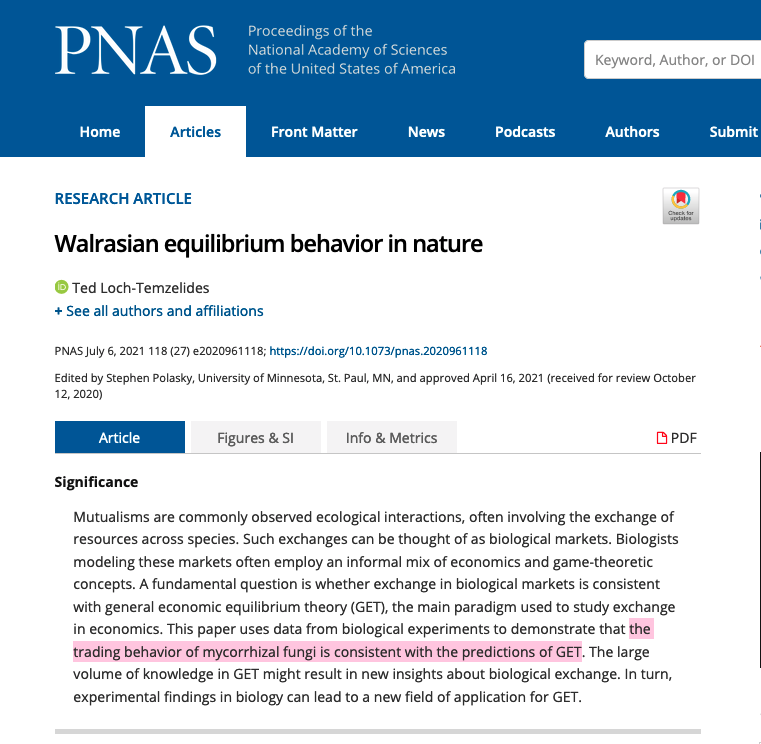 PNAS
Proceedings of the
National Academy of Sciences
of the United States of America
Keyword, Author, or DOI
Home
Articles
Front Matter
News
Podcasts
Authors
Submit
RESEARCH ARTICLE
Check for
updates
Walrasian equilibrium behavior in nature
iD Ted Loch-Temzelides
+ See all authors and affiliations
PNAS July 6, 2021 118 (27) e2020961118; https://doi.org/10.1073/pnas.2020961118
Edited by Stephen Polasky, University of Minnesota, St. Paul, MN, and approved April 16, 2021 (received for review October
12, 2020)
Article
Figures & SI
Info & Metrics
PDF
Significance
Mutualisms are commonly observed ecological interactions, often involving the exchange of
resources across species. Such exchanges can be thought of as biological markets. Biologists
modeling these markets often employ an informal mix of economics and game-theoretic
concepts. A fundamental question is whether exchange in biological markets is consistent
with general economic equilibrium theory (GET), the main paradigm used to study exchange
in economics. This paper uses data from biological experiments to demonstrate that the
trading behavior of mycorrhizal fungi is consistent with the predictions of GET. The large
volume of knowledge in GET might result in new insights about biological exchange. In turn,
experimental findings in biology can lead to a new field of application for GET.